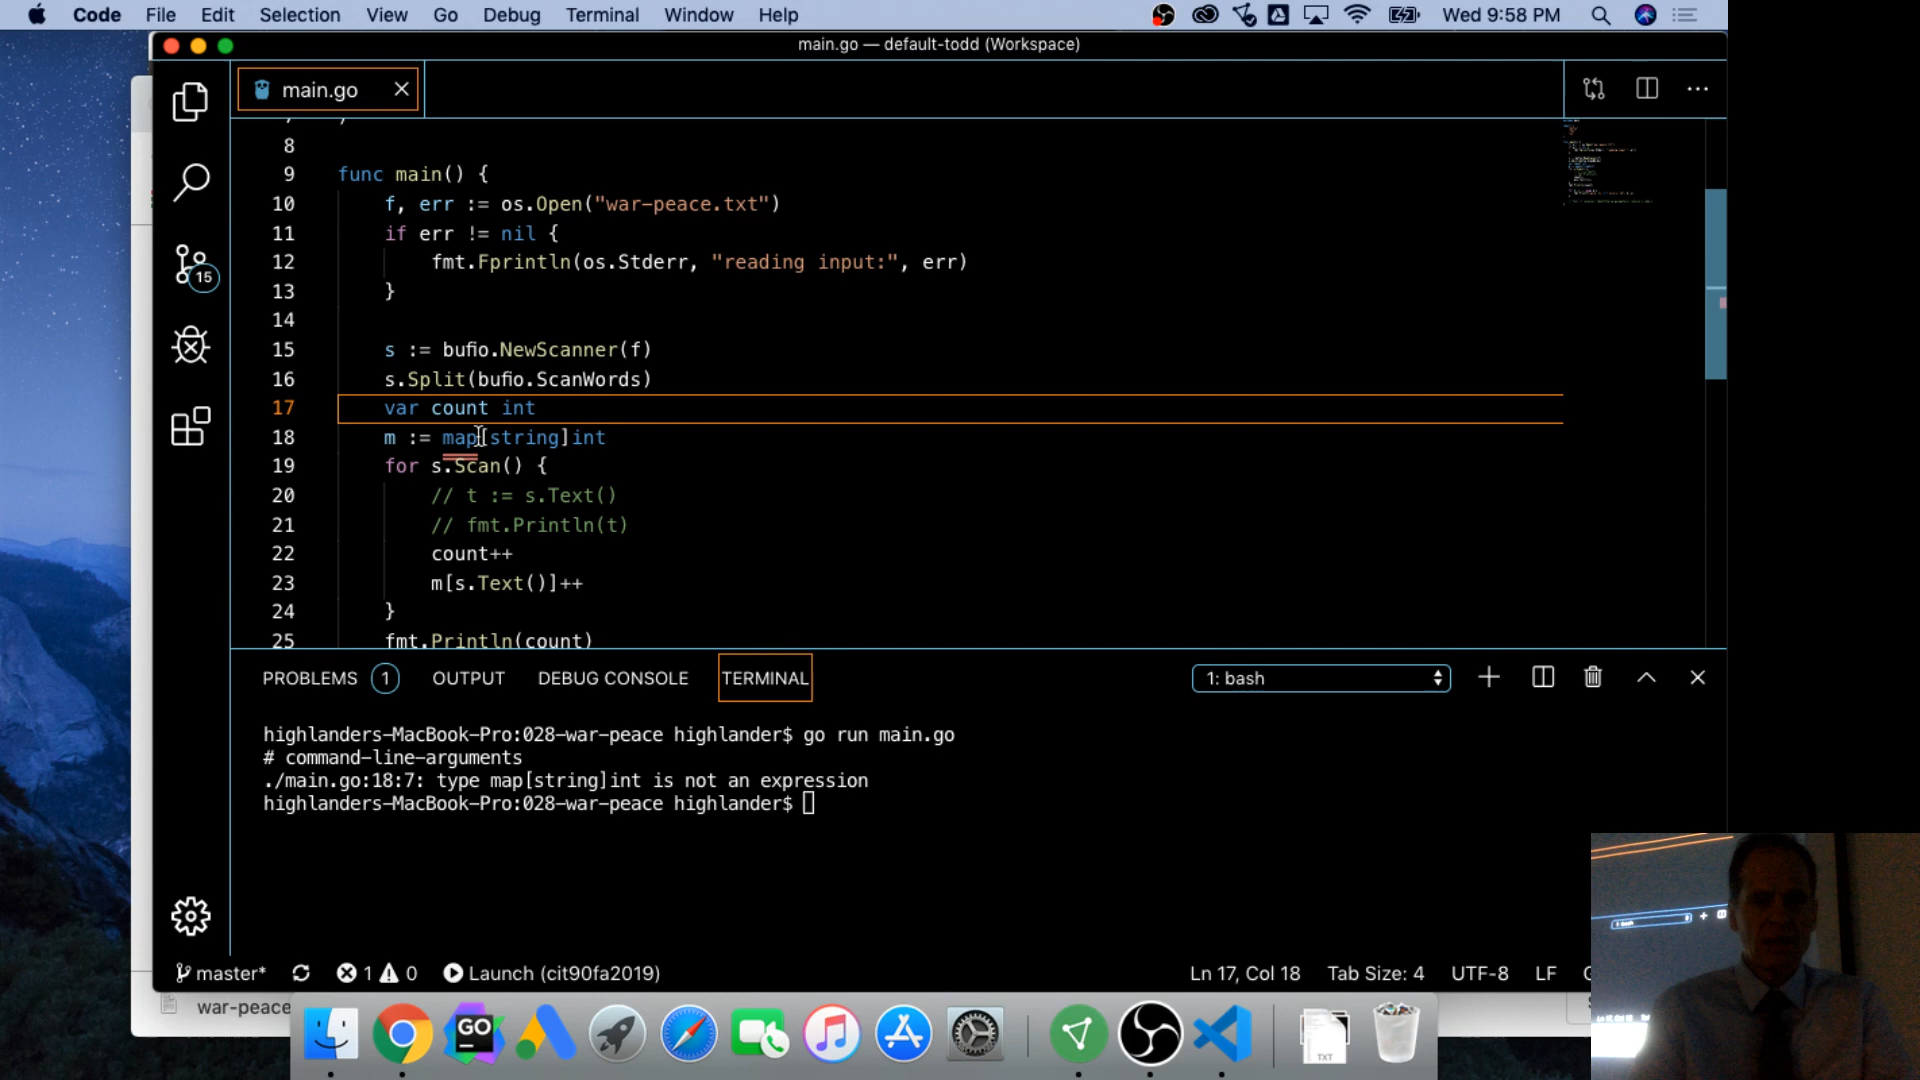 Code File Edit Selection View Go Debug Terminal Window Help Wed 9:58 PM
main.go — default-todd (Workspace)
main.go
8
9 func main() {
10 f, err := os.Open("war-peace.txt")
11 if err != nil {
12 fmt.Fprintln(os.Stderr, "reading input:", err)
13 }
14
15 s := bufio.NewScanner(f)
16 s.Split(bufio.ScanWords)
17 var count int
18 m := map[string]int
19 for s.Scan() {
20 // t := s.Text()
21 // fmt.Println(t)
22 count++
23 m[s.Text()]++
24 }
25 fmt.Println(count)
15
PROBLEMS 1 OUTPUT DEBUG CONSOLE TERMINAL 1: bash
highlanders-MacBook-Pro:028-war-peace highlander$ go run main.go
# command-line-arguments
./main.go:18:7: type map[string]int is not an expression
highlanders-MacBook-Pro:028-war-peace highlander$
master* 1 0 Launch (cit90fa2019) Ln 17, Col 18 Tab Size: 4 UTF-8 LF
war-peace
GO
TXT